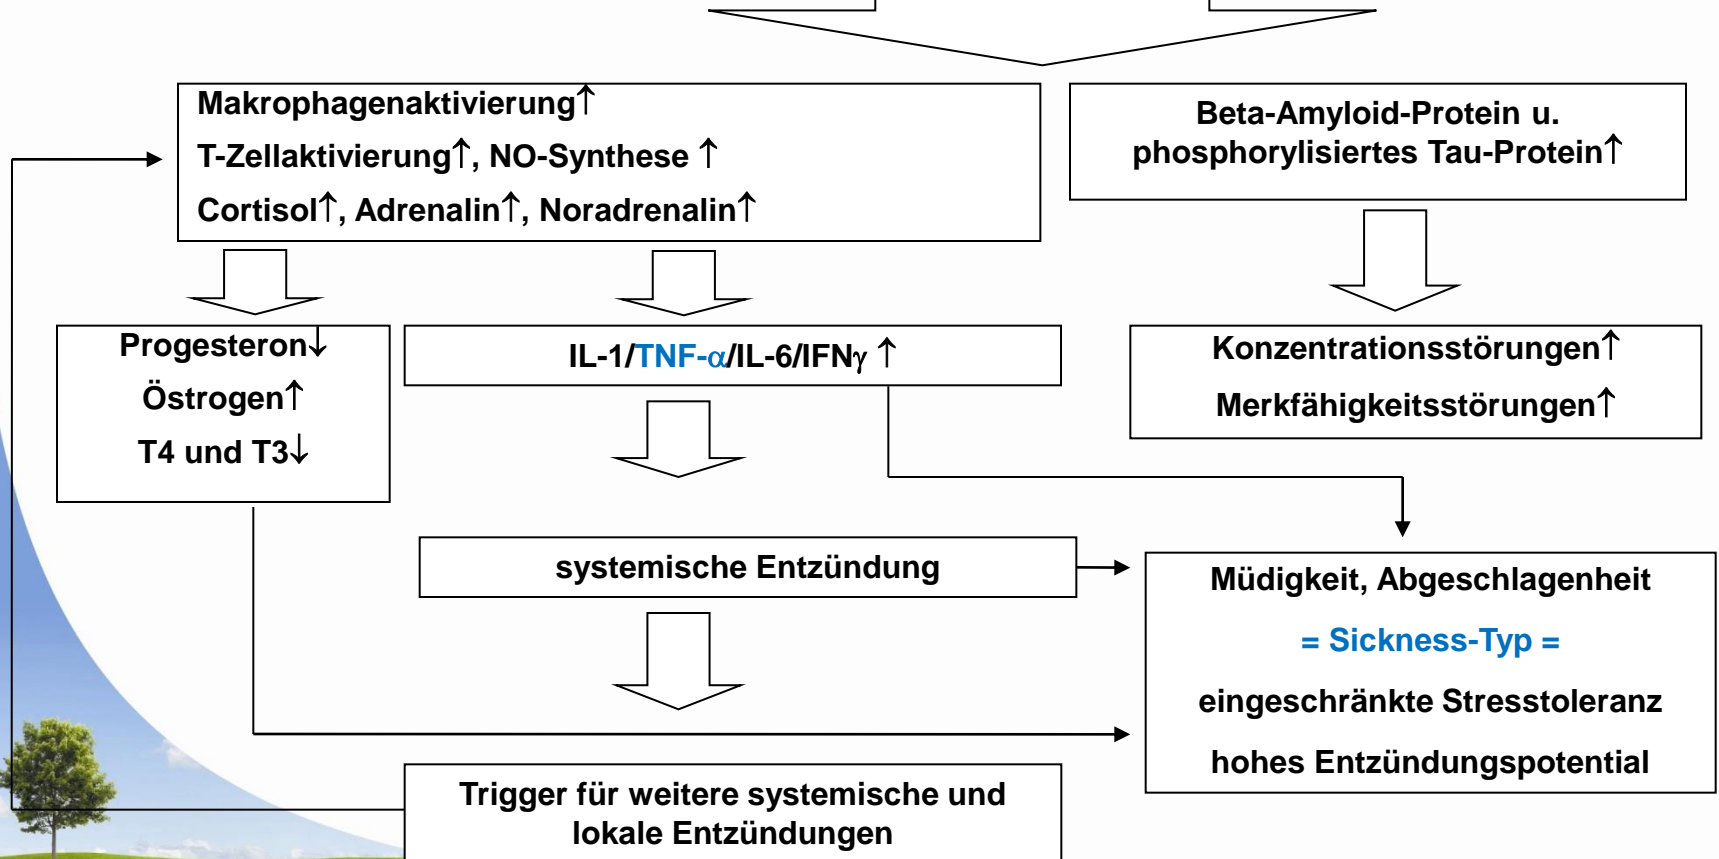 Makrophagenaktivierung↑
T-Zellaktivierung↑, NO-Synthese ↑
Cortisol↑, Adrenalin↑, Noradrenalin↑
Beta-Amyloid-Protein u.
phosphorylisiertes Tau-Protein↑
Progesteron↓
Östrogen↑
T4 und T3↓
IL-1/TNF-α/IL-6/IFNγ ↑
Konzentrationsstörungen↑
Merkfähigkeitsstörungen↑
systemische Entzündung
Müdigkeit, Abgeschlagenheit
= Sickness-Typ =
eingeschränkte Stresstoleranz
hohes Entzündungspotential
Trigger für weitere systemische und
lokale Entzündungen